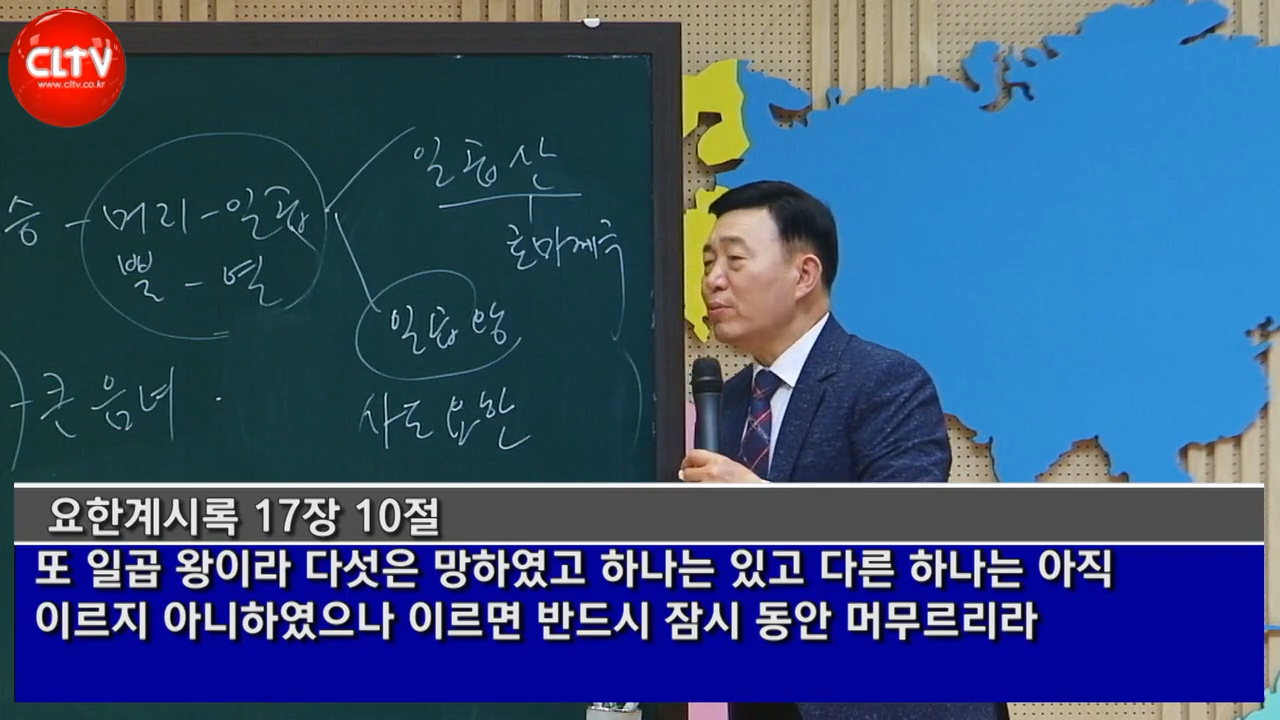 CLTV
www.cltv.co.kr
일곱산
로마제국
승 - 머리 - 일곱
뿔 - 열
일곱왕
큰 음녀
사도 요한
요한계시록 17장 10절
또 일곱 왕이라 다섯은 망하였고 하나는 있고 다른 하나는 아직
이르지 아니하였으나 이르면 반드시 잠시 동안 머무르리라